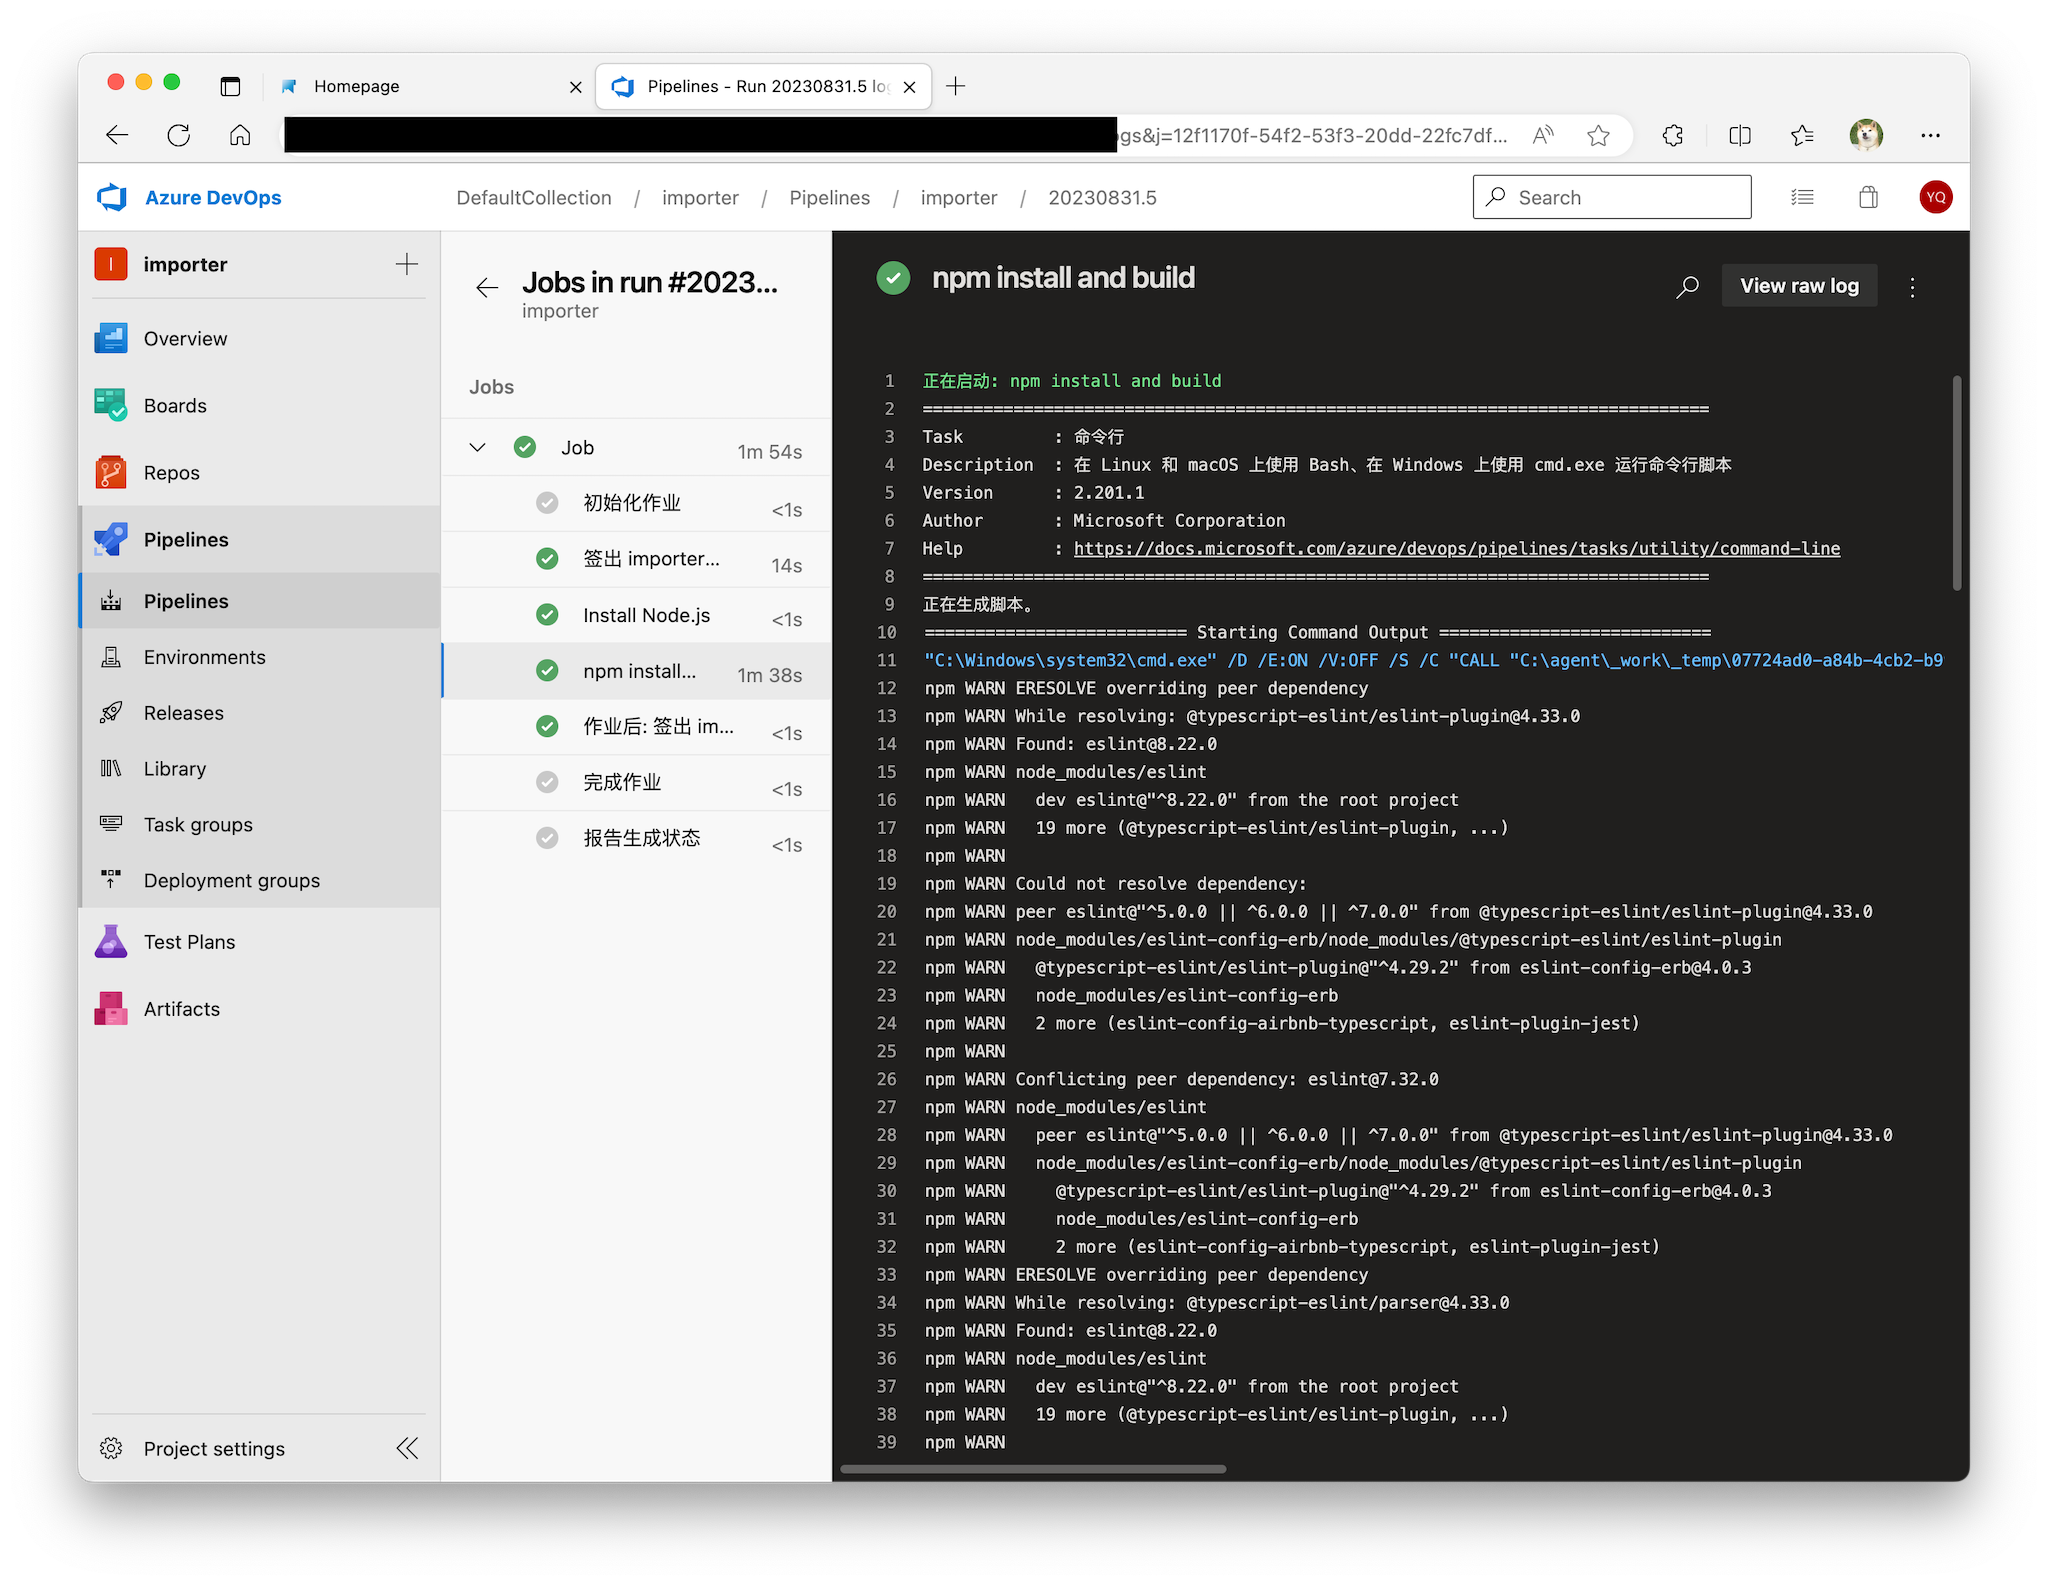 Homepage
Pipelines - Run 20230831.5 lo
gs&j=12f1170f-54f2-53f3-20dd-22fc7df...
Azure DevOps
DefaultCollection / importer / Pipelines / importer / 20230831.5
Search
YQ
I importer
Overview
Boards
Repos
Pipelines
Pipelines
Environments
Releases
Library
Task groups
Deployment groups
Test Plans
Artifacts
Project settings
Jobs in run #2023...
importer
Jobs
Job 1m 54s
初始化作业 <1s
签出 importer... 14s
Install Node.js <1s
npm install... 1m 38s
作业后: 签出 im... <1s
完成作业 <1s
报告生成状态 <1s
npm install and build
View raw log
1 正在启动: npm install and build
2 ==============================================================================
3 Task         : 命令行
4 Description  : 在 Linux 和 macOS 上使用 Bash、在 Windows 上使用 cmd.exe 运行命令行脚本
5 Version      : 2.201.1
6 Author       : Microsoft Corporation
7 Help         : https://docs.microsoft.com/azure/devops/pipelines/tasks/utility/command-line
8 ==============================================================================
9 正在生成脚本。
10 ========================== Starting Command Output ===========================
11 "C:\Windows\system32\cmd.exe" /D /E:ON /V:OFF /S /C "CALL "C:\agent\_work\_temp\07724ad0-a84b-4cb2-b9
12 npm WARN ERESOLVE overriding peer dependency
13 npm WARN While resolving: @typescript-eslint/eslint-plugin@4.33.0
14 npm WARN Found: eslint@8.22.0
15 npm WARN node_modules/eslint
16 npm WARN   dev eslint@"^8.22.0" from the root project
17 npm WARN   19 more (@typescript-eslint/eslint-plugin, ...)
18 npm WARN
19 npm WARN Could not resolve dependency:
20 npm WARN peer eslint@"^5.0.0 || ^6.0.0 || ^7.0.0" from @typescript-eslint/eslint-plugin@4.33.0
21 npm WARN node_modules/eslint-config-erb/node_modules/@typescript-eslint/eslint-plugin
22 npm WARN   @typescript-eslint/eslint-plugin@"^4.29.2" from eslint-config-erb@4.0.3
23 npm WARN   node_modules/eslint-config-erb
24 npm WARN   2 more (eslint-config-airbnb-typescript, eslint-plugin-jest)
25 npm WARN
26 npm WARN Conflicting peer dependency: eslint@7.32.0
27 npm WARN node_modules/eslint
28 npm WARN   peer eslint@"^5.0.0 || ^6.0.0 || ^7.0.0" from @typescript-eslint/eslint-plugin@4.33.0
29 npm WARN   node_modules/eslint-config-erb/node_modules/@typescript-eslint/eslint-plugin
30 npm WARN     @typescript-eslint/eslint-plugin@"^4.29.2" from eslint-config-erb@4.0.3
31 npm WARN     node_modules/eslint-config-erb
32 npm WARN     2 more (eslint-config-airbnb-typescript, eslint-plugin-jest)
33 npm WARN ERESOLVE overriding peer dependency
34 npm WARN While resolving: @typescript-eslint/parser@4.33.0
35 npm WARN Found: eslint@8.22.0
36 npm WARN node_modules/eslint
37 npm WARN   dev eslint@"^8.22.0" from the root project
38 npm WARN   19 more (@typescript-eslint/eslint-plugin, ...)
39 npm WARN